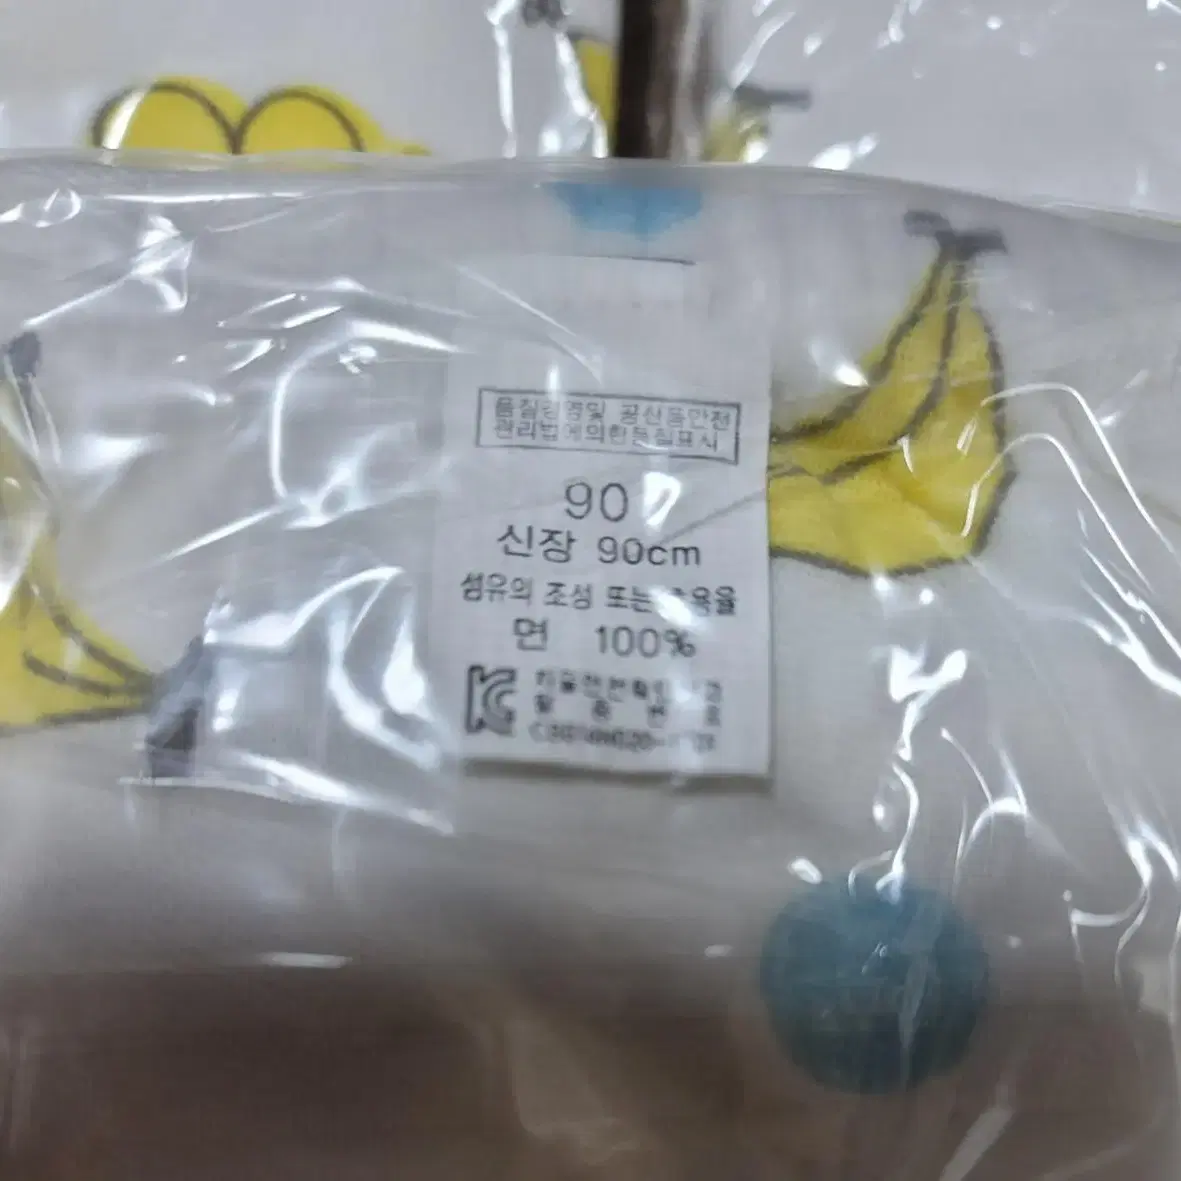 품질경영및 공산품안전
관리법에의한품질표시
90
신장 90cm
섬유의 조성 또는 혼용율
면 100%